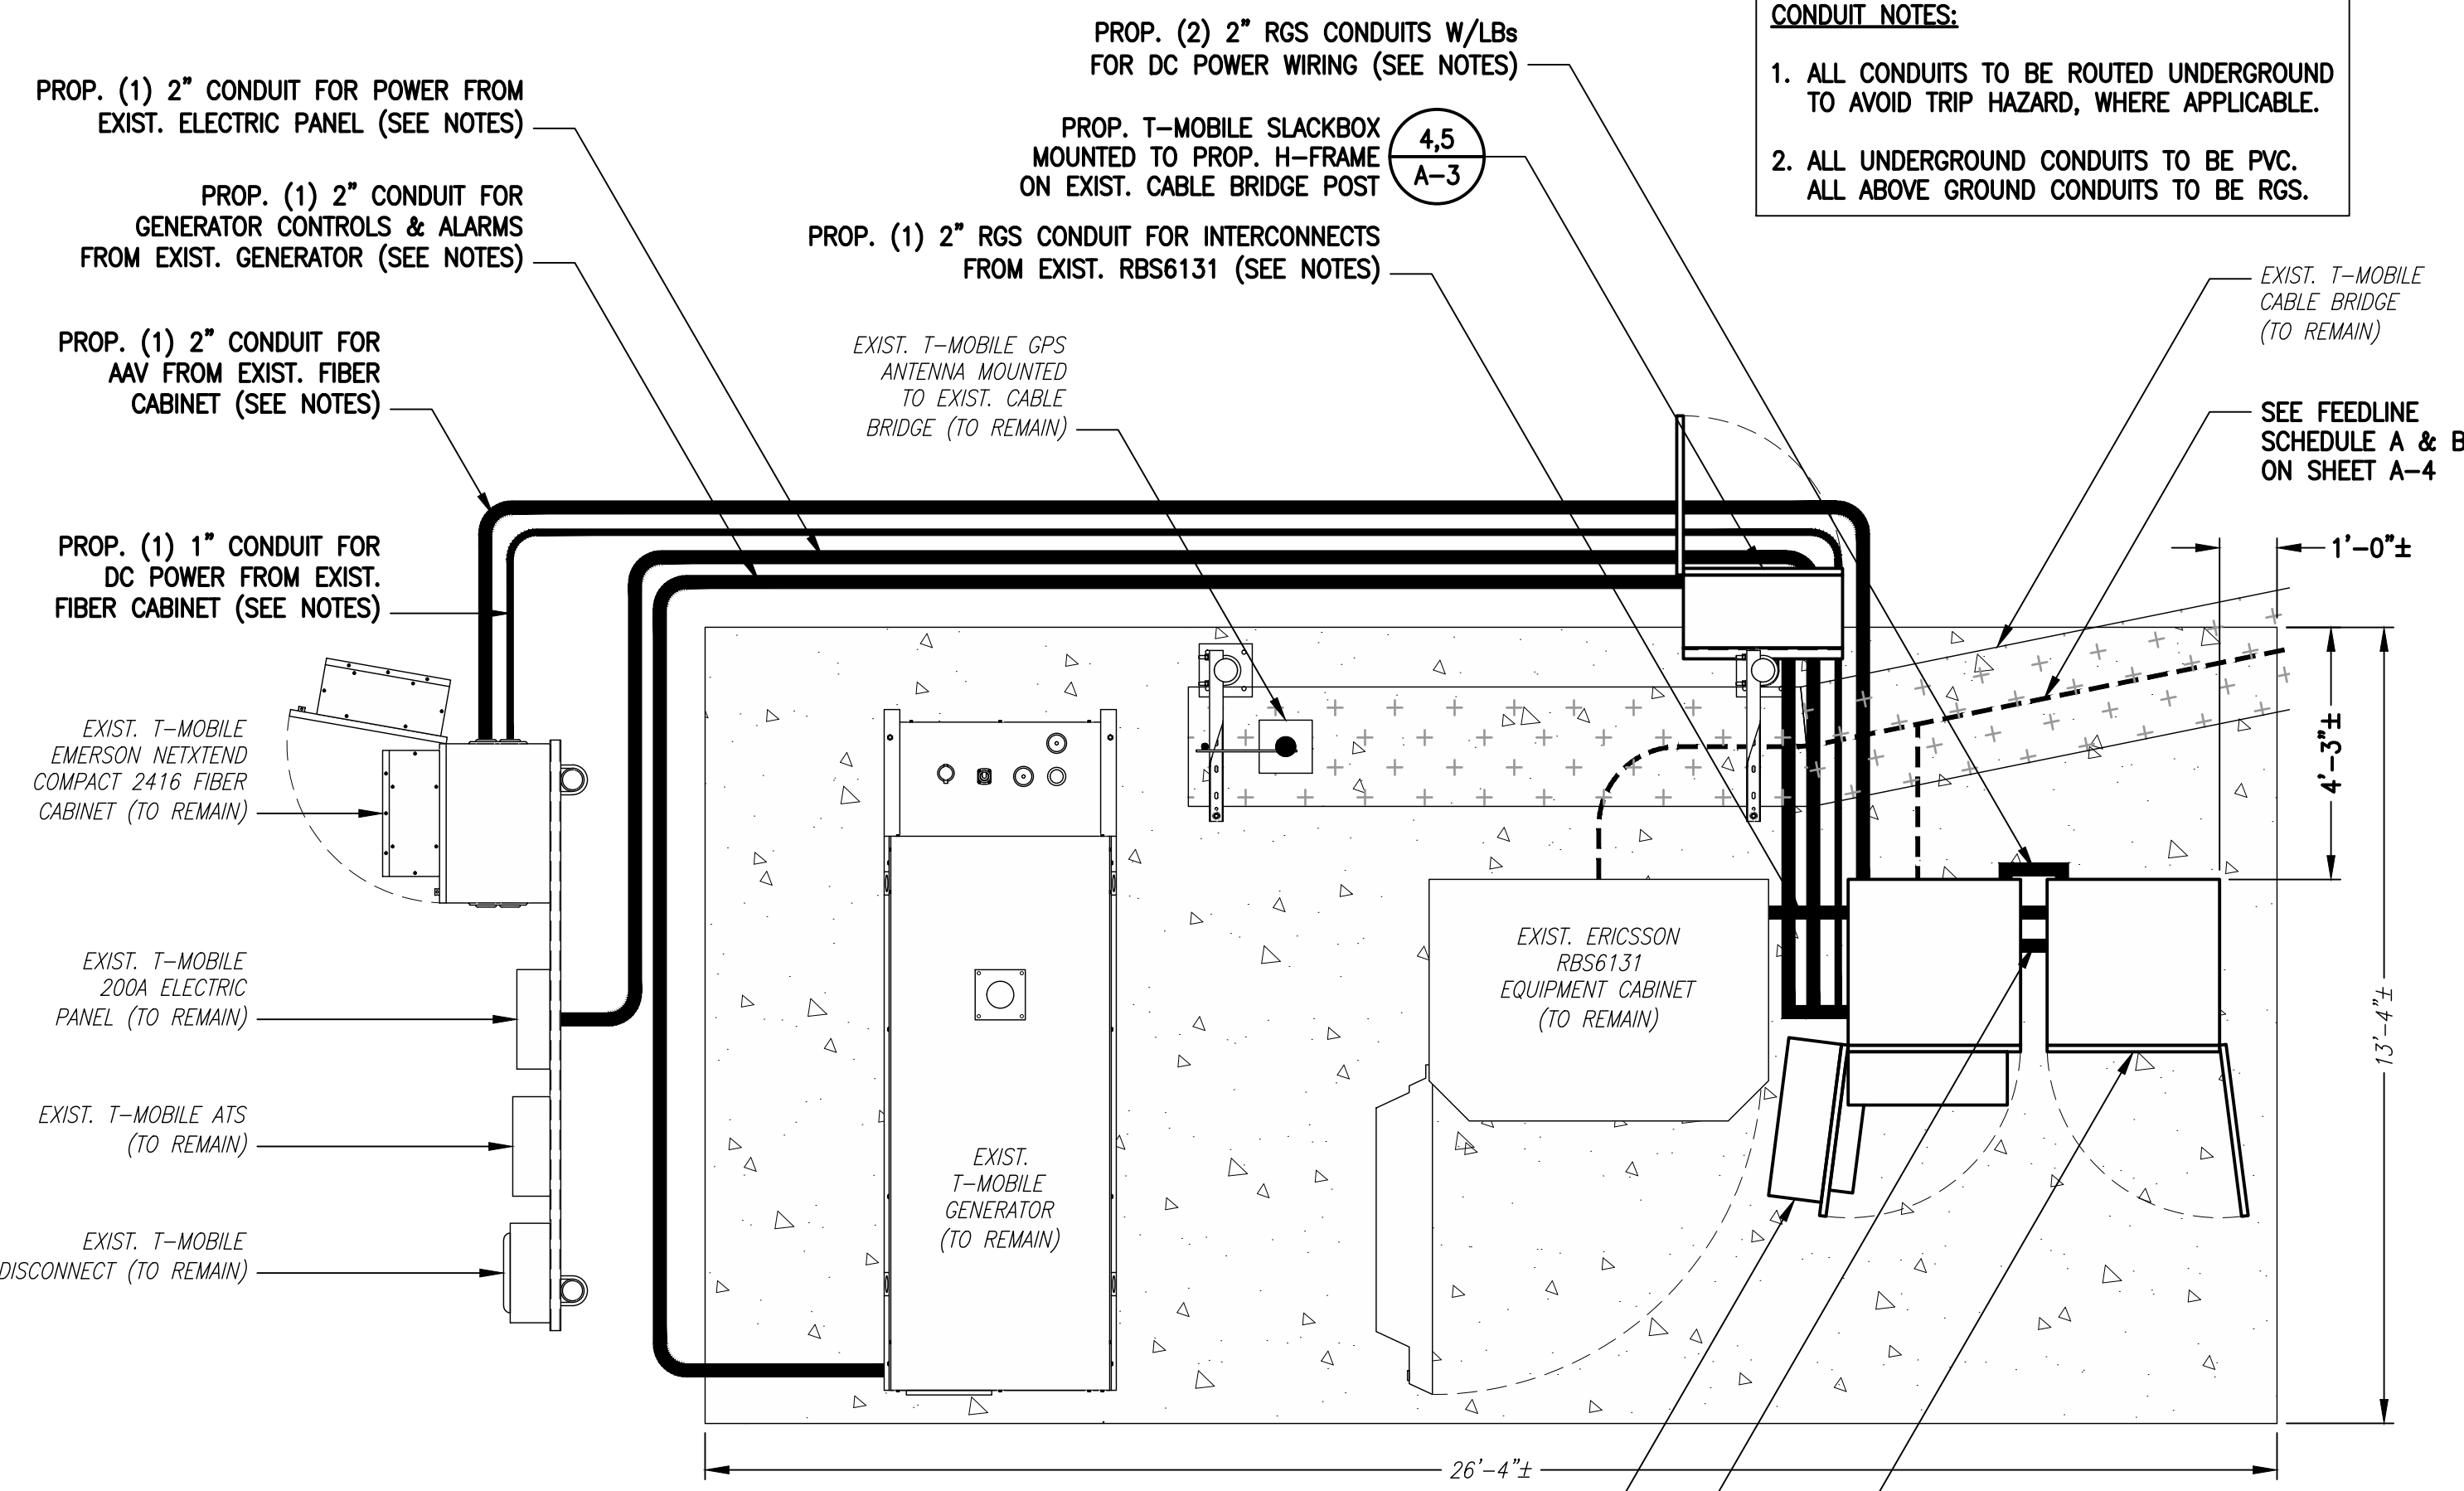 PROP. (1) 2" CONDUIT FOR POWER FROM
EXIST. ELECTRIC PANEL (SEE NOTES)
PROP. (1) 2" CONDUIT FOR
GENERATOR CONTROLS & ALARMS
FROM EXIST. GENERATOR (SEE NOTES)
PROP. (1) 2" CONDUIT FOR
AAV FROM EXIST. FIBER
CABINET (SEE NOTES)
PROP. (1) 1" CONDUIT FOR
DC POWER FROM EXIST.
FIBER CABINET (SEE NOTES)
EXIST. T-MOBILE
EMERSON NETXTEND
COMPACT 2416 FIBER
CABINET (TO REMAIN)
EXIST. T-MOBILE
200A ELECTRIC
PANEL (TO REMAIN)
EXIST. T-MOBILE ATS
(TO REMAIN)
EXIST. T-MOBILE
DISCONNECT (TO REMAIN)
PROP. (2) 2" RGS CONDUITS W/LBs
FOR DC POWER WIRING (SEE NOTES)
PROP. T-MOBILE SLACKBOX
MOUNTED TO PROP. H-FRAME
ON EXIST. CABLE BRIDGE POST
4,5
A-3
PROP. (1) 2" RGS CONDUIT FOR INTERCONNECTS
FROM EXIST. RBS6131 (SEE NOTES)
EXIST. T-MOBILE GPS
ANTENNA MOUNTED
TO EXIST. CABLE
BRIDGE (TO REMAIN)
CONDUIT NOTES:
1. ALL CONDUITS TO BE ROUTED UNDERGROUND
TO AVOID TRIP HAZARD, WHERE APPLICABLE.
2. ALL UNDERGROUND CONDUITS TO BE PVC.
ALL ABOVE GROUND CONDUITS TO BE RGS.
EXIST. T-MOBILE
CABLE BRIDGE
(TO REMAIN)
SEE FEEDLINE
SCHEDULE A & B
ON SHEET A-4
1'-0"±
4'-3"±
13'-4"±
EXIST. ERICSSON
RBS6131
EQUIPMENT CABINET
(TO REMAIN)
EXIST.
T-MOBILE
GENERATOR
(TO REMAIN)
26'-4"±